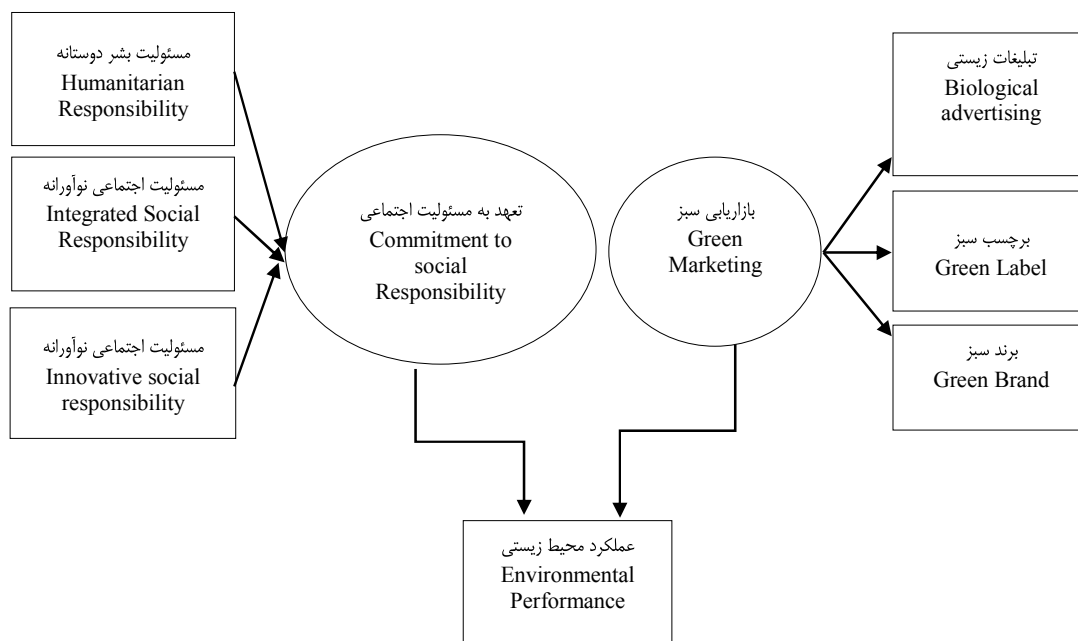 مسئولیت بشر دوستانه
Humanitarian
Responsibility
مسئولیت اجتماعی نوآورانه
Integrated Social
Responsibility
مسئولیت اجتماعی نوآورانه
Innovative social
responsibility
تعهد به مسئولیت اجتماعی
Commitment to
social
Responsibility
بازاریابی سبز
Green
Marketing
تبلیغات زیستی
Biological
advertising
برچسب سبز
Green Label
برند سبز
Green Brand
عملکرد محیط زیستی
Environmental
Performance